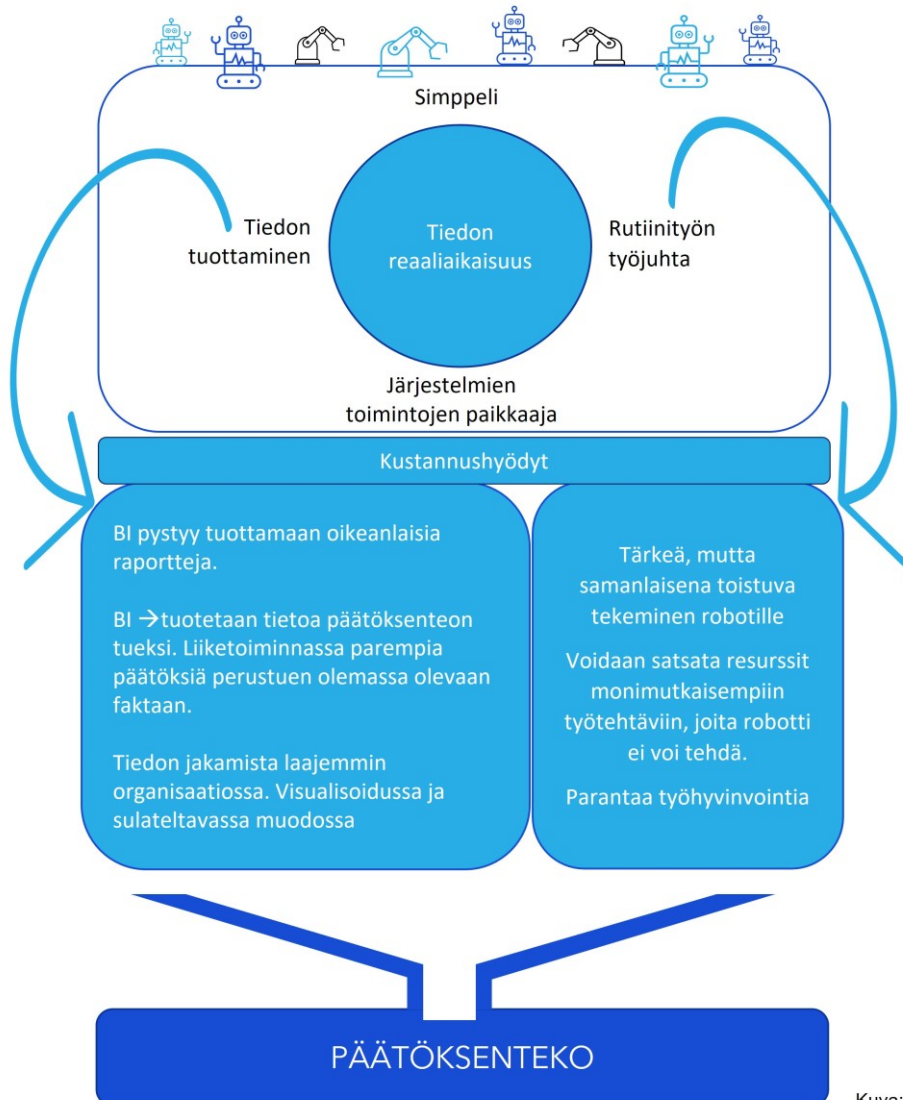 Simppeli
Tiedon
tuottaminen
Tiedon
reaaliaikaisuus
Rutiinityön
työjuhta
Järjestelmien
toimintojen paikkaaja
Kustannushyödyt
BI pystyy tuottamaan oikeanlaisia
raportteja.
BI →tuotetaan tietoa päätöksenteon
tueksi. Liiketoiminnassa parempia
päätöksiä perustuen olemassa olevaan
faktaan.
Tiedon jakamista laajemmin
organisaatiossa. Visualisoidussa ja
sulateltavassa muodossa
Tärkeä, mutta
samanlaisena toistuva
tekeminen robotille
Voidaan satsata resurssit
monimutkaisempiin
työtehtäviin, joita robotti
ei voi tehdä.
Parantaa työhyvinvointia
PÄÄTÖKSENTEKO
Kuva: